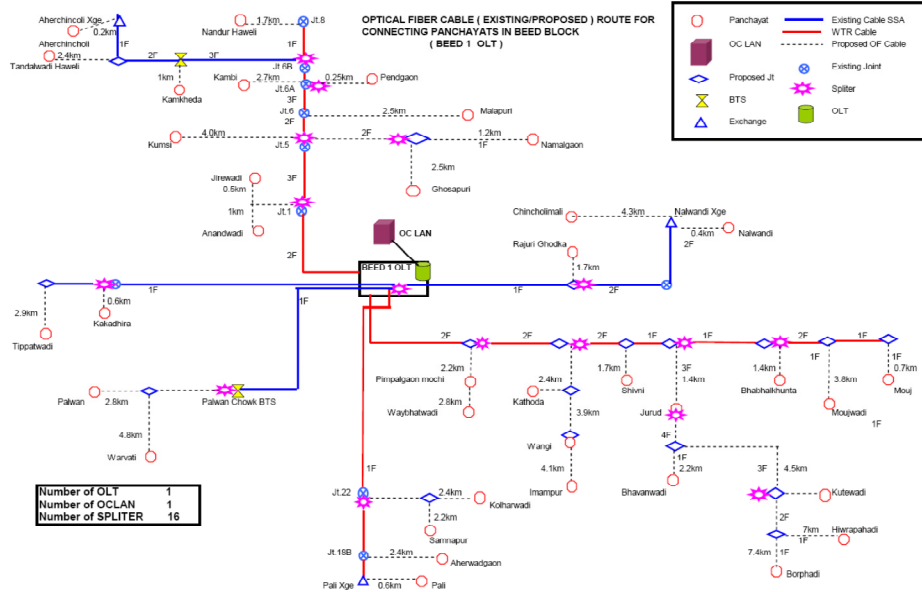 OPTICAL FIBER CABLE ( EXISTING/PROPOSED ) ROUTE FOR
CONNECTING PANCHAYATS IN BEED BLOCK
( BEED 1 OLT )
Panchayat
OC LAN
Proposed Jt
BTS
Exchange
Existing Cable SSA
WTR Cable
Proposed OF Cable
Existing Joint
Spliter
OLT
Aherchincoli Xge
0.2km
1F
Aherchincholi
2.4km
Tandalwadi Haweli
2F
3F
1km
Kamkheda
1.7km
Jt.8
Nandur Haweli
1F
Jt.6B
Kambi
2.7km
0.25km
Pendgaon
Jt.6A
3F
Jt.6
2.5km
Malapuri
2F
4.0km
Kumsi
Jt.5
2F
1.2km
1F
Namalgaon
2.5km
Ghosapuri
3F
Jirewadi
0.5km
1km
Jt.1
Anandwadi
2F
OC LAN
BEED 1 OLT
Chincholimali
4.3km
Nalwandi Xge
0.4km
Nalwandi
2F
Rajuri Ghodka
1.7km
1F
2F
1F
1F
2.9km
0.6km
Kakadhira
Tippatwadi
Palwan
2.8km
Palwan Chowk BTS
4.8km
Warvati
2F
2F
2F
1F
1F
2F
1F
2.2km
Pimpalgaon mochi
2.8km
Waybhatwadi
2.4km
Kathoda
3.9km
Wangi
4.1km
Imampur
1.7km
Shivni
3F
1.4km
Jurud
4F
1F
2.2km
Bhavanwadi
1.4km
Bhabhalkhunta
1F
3.8km
Moujwadi
1F
0.7km
Mouj
1F
4.5km
3F
Kutewadi
2F
7km
1F
Hiwrapahadi
7.4km
1F
Borphadi
1F
Jt.22
2.4km
Kolharwadi
2.2km
Samnapur
Jt.18B
2.4km
Aherwadgaon
Pali Xge
0.6km
Pali
Number of OLT 1
Number of OCLAN 1
Number of SPLITER 16